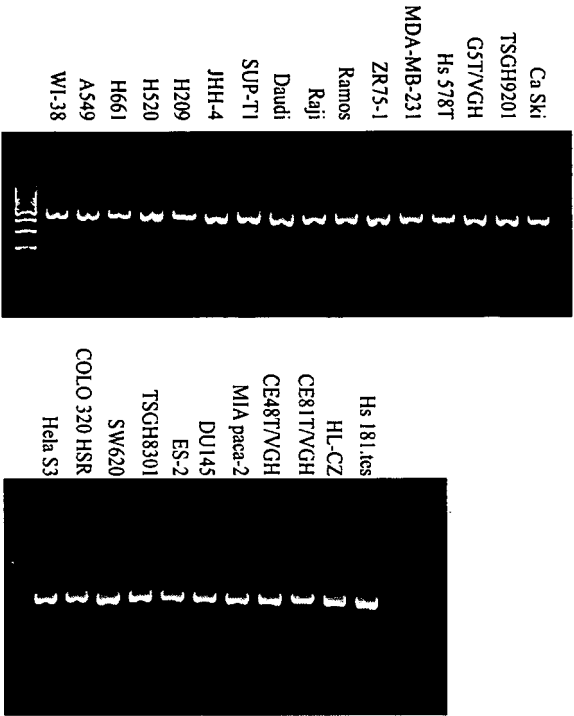 WI-38
A549
H661
H520
H209
JHH-4
SUP-T1
Daudi
Raji
Ramos
ZR75-1
MDA-MB-231
Hs 578T
G5T/VGH
TSGH9201
Ca Ski
Hela S3
COLO 320 HSR
SW620
TSGH8301
ES-2
DU145
MIA paca-2
CE48T/VGH
CE81T/VGH
HL-CZ
Hs 181.tes